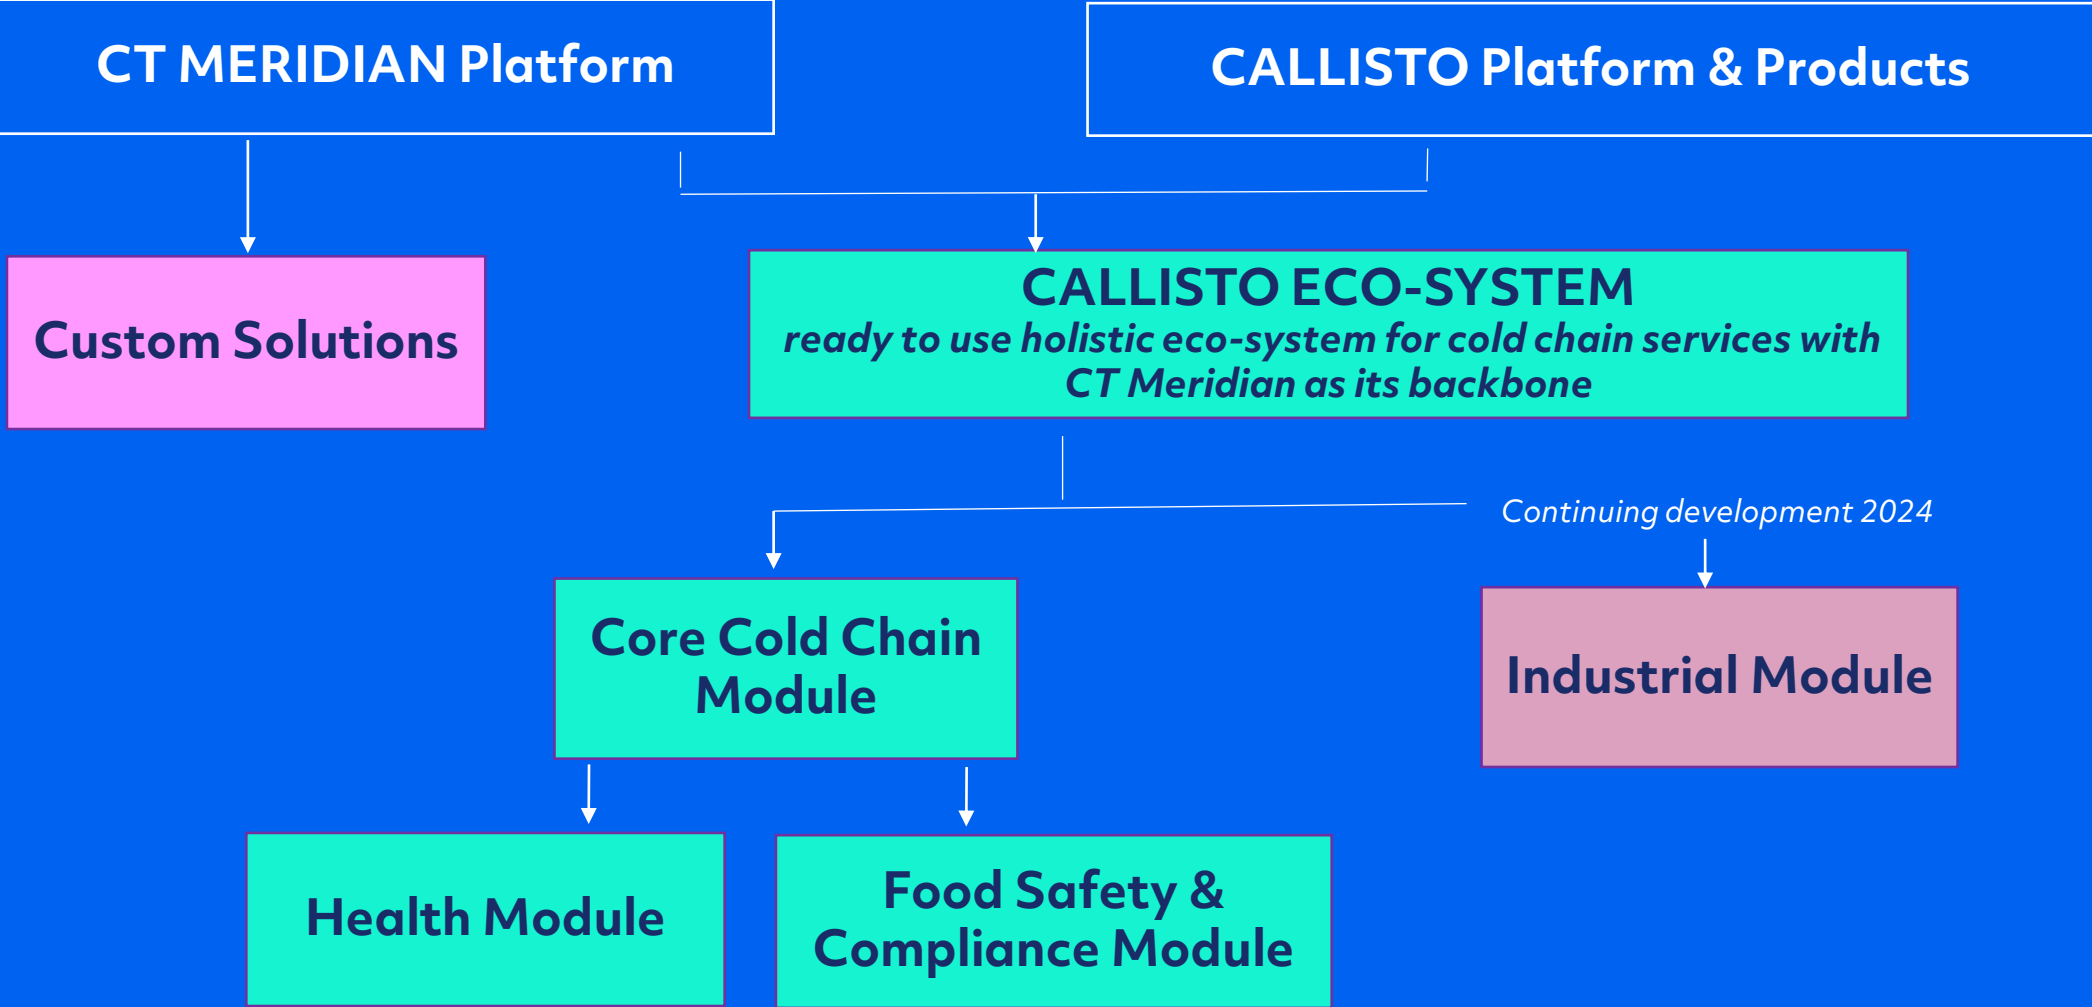 CT MERIDIAN Platform
CALLISTO Platform & Products
Custom Solutions
CALLISTO ECO-SYSTEM
ready to use holistic eco-system for cold chain services with
CT Meridian as its backbone
Continuing development 2024
Core Cold Chain
Module
Industrial Module
Health Module
Food Safety &
Compliance Module